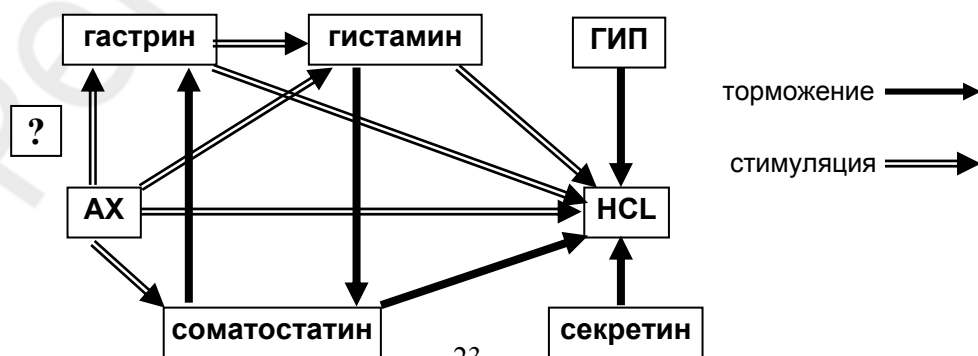 гастрин
гистамин
ГИП
торможение
?
стимуляция
АХ
HCL
соматостатин
секретин